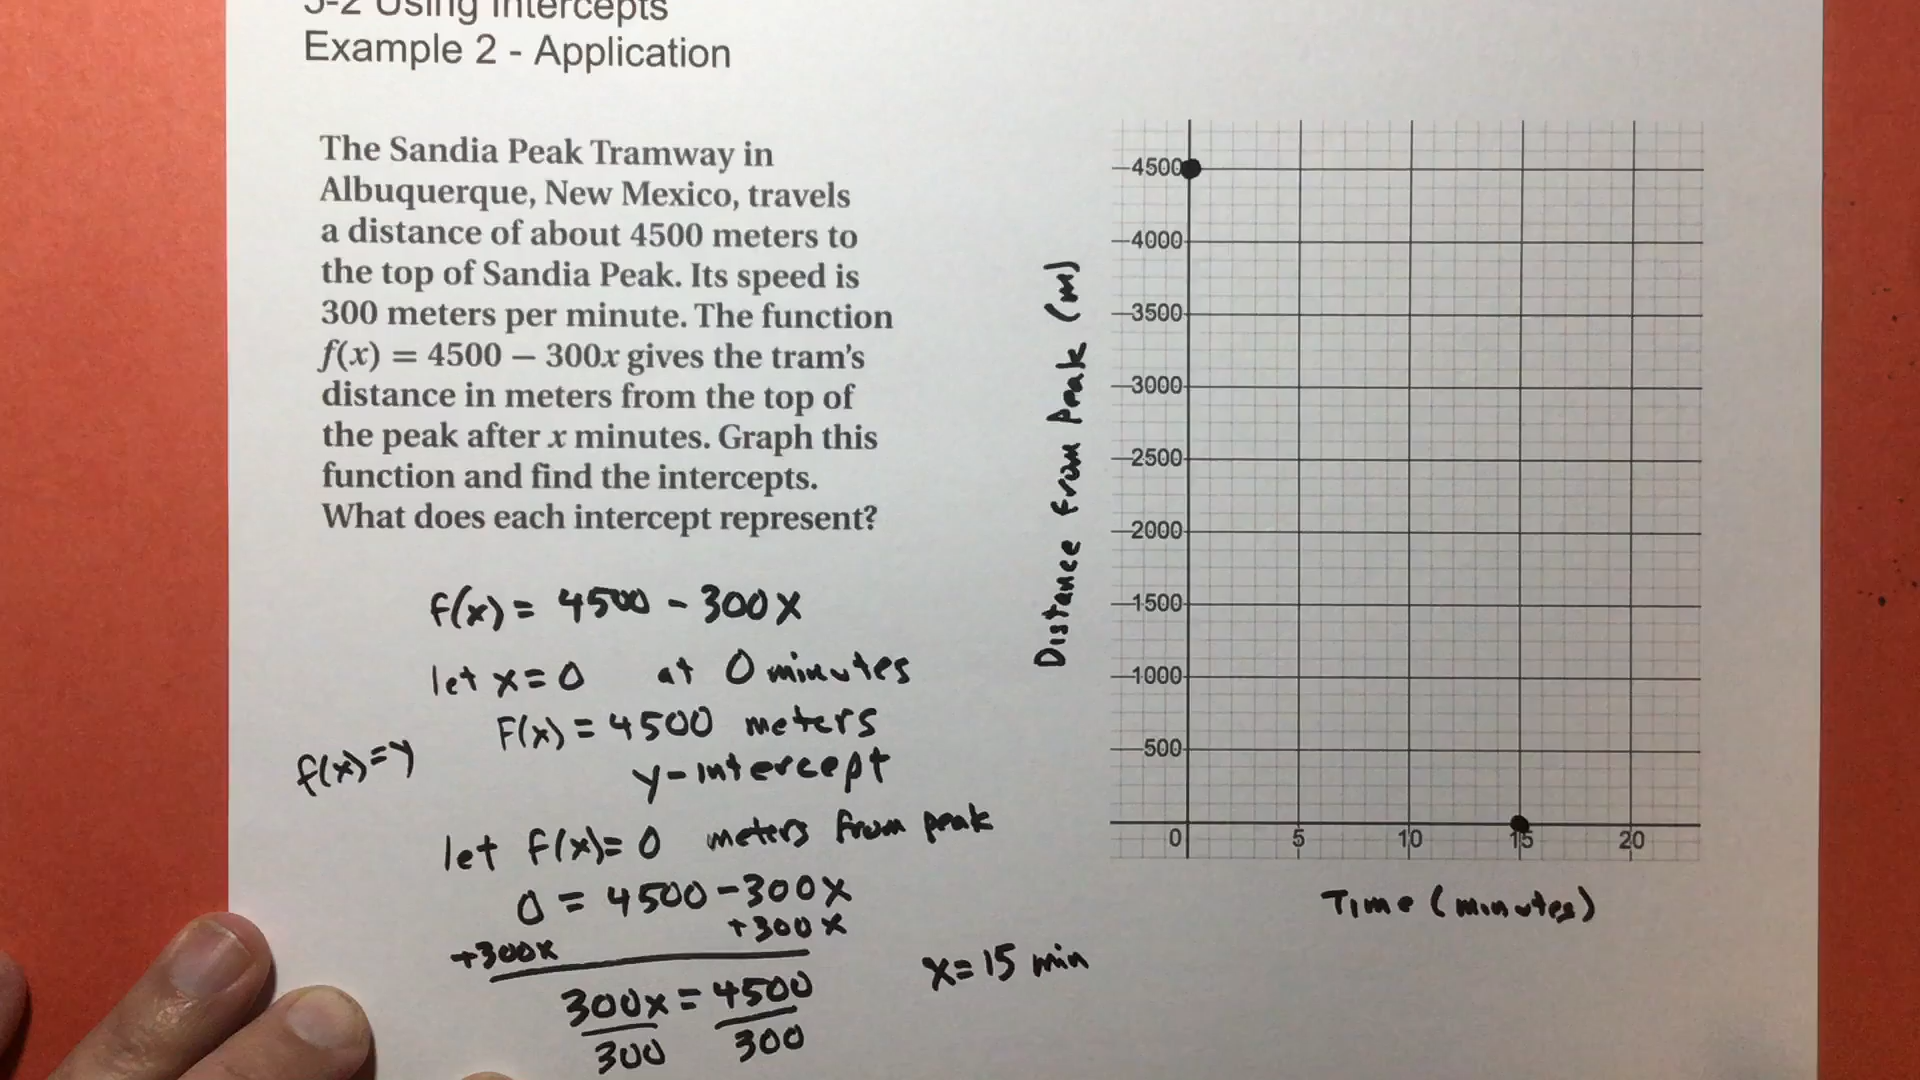 5-2 Using Intercepts
Example 2 - Application
The Sandia Peak Tramway in
Albuquerque, New Mexico, travels
a distance of about 4500 meters to
the top of Sandia Peak. Its speed is
300 meters per minute. The function
f(x) = 4500 – 300x gives the tram's
distance in meters from the top of
the peak after x minutes. Graph this
function and find the intercepts.
What does each intercept represent?
f(x) = 4500 - 300x
let x = 0 at 0 minutes
F(x) = 4500 meters
f(x)=y
y-intercept
let f(x)= 0 meters from peak
0 = 4500 -300x
+300x
+300x
300x = 4500
300 300
x=15 min
Distance from Peak (m)
4500
4000
3500
3000
2500
2000
1500
1000
500
0 5 10 15 20
Time (minutes)